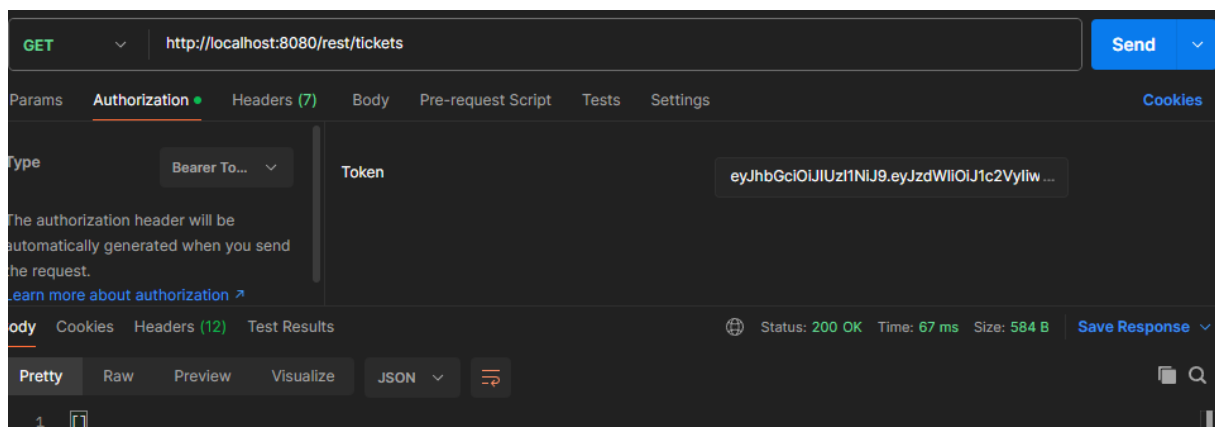 GET http://localhost:8080/rest/tickets Send
Params Authorization Headers (7) Body Pre-request Script Tests Settings Cookies
Type Bearer To... Token eyJhbGciOiJIUzI1NiJ9.eyJzdWIiOiJ1c2VyIiw ...
The authorization header will be
automatically generated when you send
the request.
Learn more about authorization ↗
Body Cookies Headers (12) Test Results Status: 200 OK Time: 67 ms Size: 584 B Save Response
Pretty Raw Preview Visualize JSON
1 []